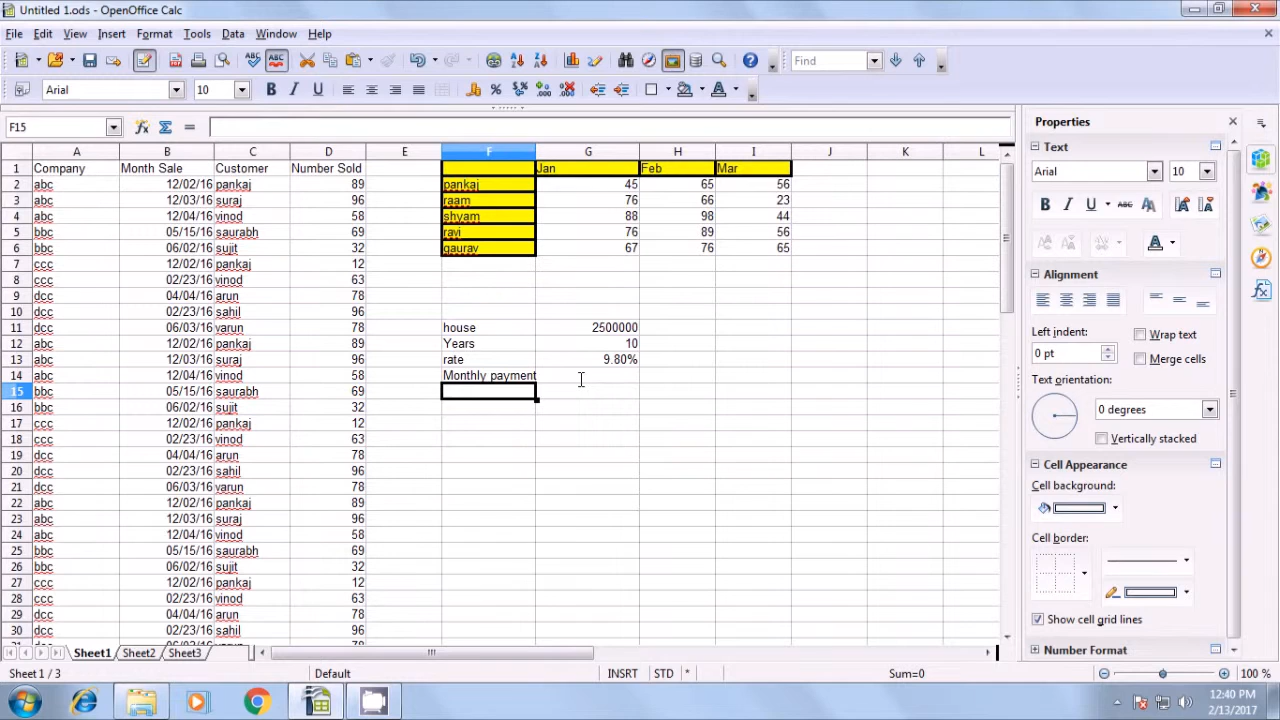 Untitled 1.ods - OpenOffice Calc
File Edit View Insert Format Tools Data Window Help
Find
Arial 10
F15
A B C D E F G H I J K L
1 Company Month Sale Customer Number Sold Jan Feb Mar
2 abc 12/02/16 pankaj 89 pankaj 45 65 56
3 abc 12/03/16 suraj 96 raam 76 66 23
4 abc 12/04/16 vinod 58 shyam 88 98 44
5 bbc 05/15/16 saurabh 69 ravi 76 89 56
6 bbc 06/02/16 sujit 32 gaurav 67 76 65
7 ccc 12/02/16 pankaj 12
8 ccc 02/23/16 vinod 63
9 dcc 04/04/16 arun 78
10 dcc 02/23/16 sahil 96
11 dcc 06/03/16 varun 78 house 2500000
12 abc 12/02/16 pankaj 89 Years 10
13 abc 12/03/16 suraj 96 rate 9.80%
14 abc 12/04/16 vinod 58 Monthly payment
15 bbc 05/15/16 saurabh 69
16 bbc 06/02/16 sujit 32
17 ccc 12/02/16 pankaj 12
18 ccc 02/23/16 vinod 63
19 dcc 04/04/16 arun 78
20 dcc 02/23/16 sahil 96
21 dcc 06/03/16 varun 78
22 abc 12/02/16 pankaj 89
23 abc 12/03/16 suraj 96
24 abc 12/04/16 vinod 58
25 bbc 05/15/16 saurabh 69
26 bbc 06/02/16 sujit 32
27 ccc 12/02/16 pankaj 12
28 ccc 02/23/16 vinod 63
29 dcc 04/04/16 arun 78
30 dcc 02/23/16 sahil 96
Properties
Text
Arial 10
Alignment
Left indent:
0 pt
Wrap text
Merge cells
Text orientation:
0 degrees
Vertically stacked
Cell Appearance
Cell background:
Cell border:
Show cell grid lines
Number Format
Sheet1 Sheet2 Sheet3
Sheet 1 / 3 Default INSRT STD * Sum=0 100 %
12:40 PM
2/13/2017